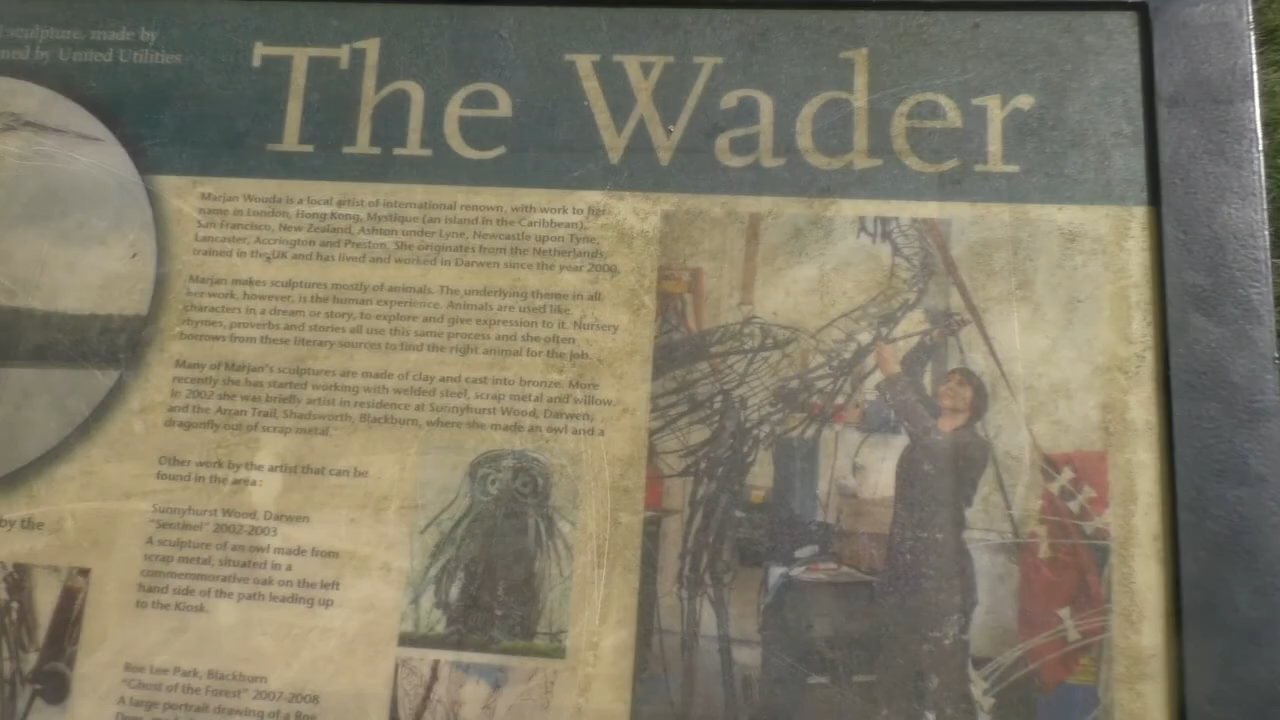 sculpture, made by
ned by United Utilities
The Wader
Marjan Wouda is a local artist of international renown, with work to her
name in London, Hong Kong, Mystique (an island in the Caribbean),
San Francisco, New Zealand, Ashton under Lyne, Newcastle upon Tyne,
Lancaster, Accrington and Preston. She originates from the Netherlands,
trained in the UK and has lived and worked in Darwen since the year 2000.
Marjan makes sculptures mostly of animals. The underlying theme in all
her work, however, is the human experience. Animals are used like
characters in a dream or story, to explore and give expression to it. Nursery
rhymes, proverbs and stories all use this same process and she often
borrows from these literary sources to find the right animal for the job.
Many of Marjan's sculptures are made of clay and cast into bronze. More
recently she has started working with welded steel, scrap metal and willow.
In 2002 she was briefly artist in residence at Sunnyhurst Wood, Darwen,
and the Arran Trail, Shadsworth, Blackburn, where she made an owl and a
dragonfly out of scrap metal.
Other work by the artist that can be
found in the area:
by the
Sunnyhurst Wood, Darwen
"Sentinel" 2002-2003
A sculpture of an owl made from
scrap metal, situated in a
commemorative oak on the left
hand side of the path leading up
to the Kiosk.
Roe Lee Park, Blackburn
"Ghost of the Forest" 2007-2008
A large portrait drawing of a Roe